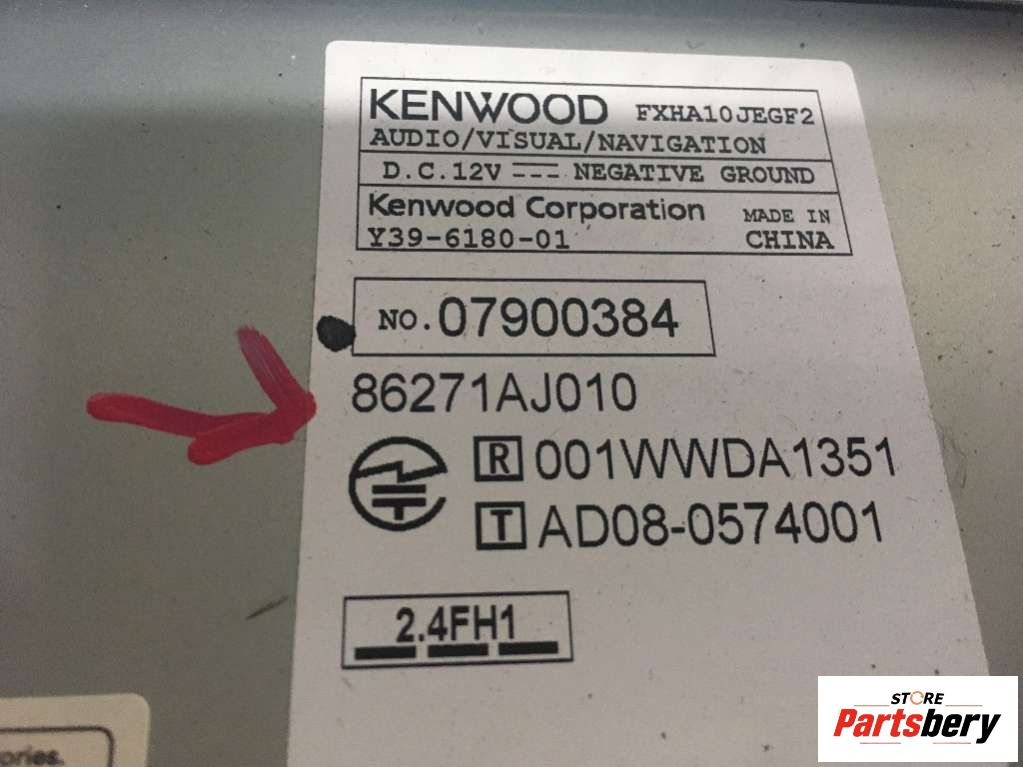 KENWOOD FXHA10JEGF2
AUDIO/VISUAL/NAVIGATION
D.C.12V NEGATIVE GROUND
Kenwood Corporation MADE IN
Y39-6180-01 CHINA
NO. 07900384
86271AJ010
R 001WWDA1351
T AD08-0574001
2.4FH1
STORE
Partsbery